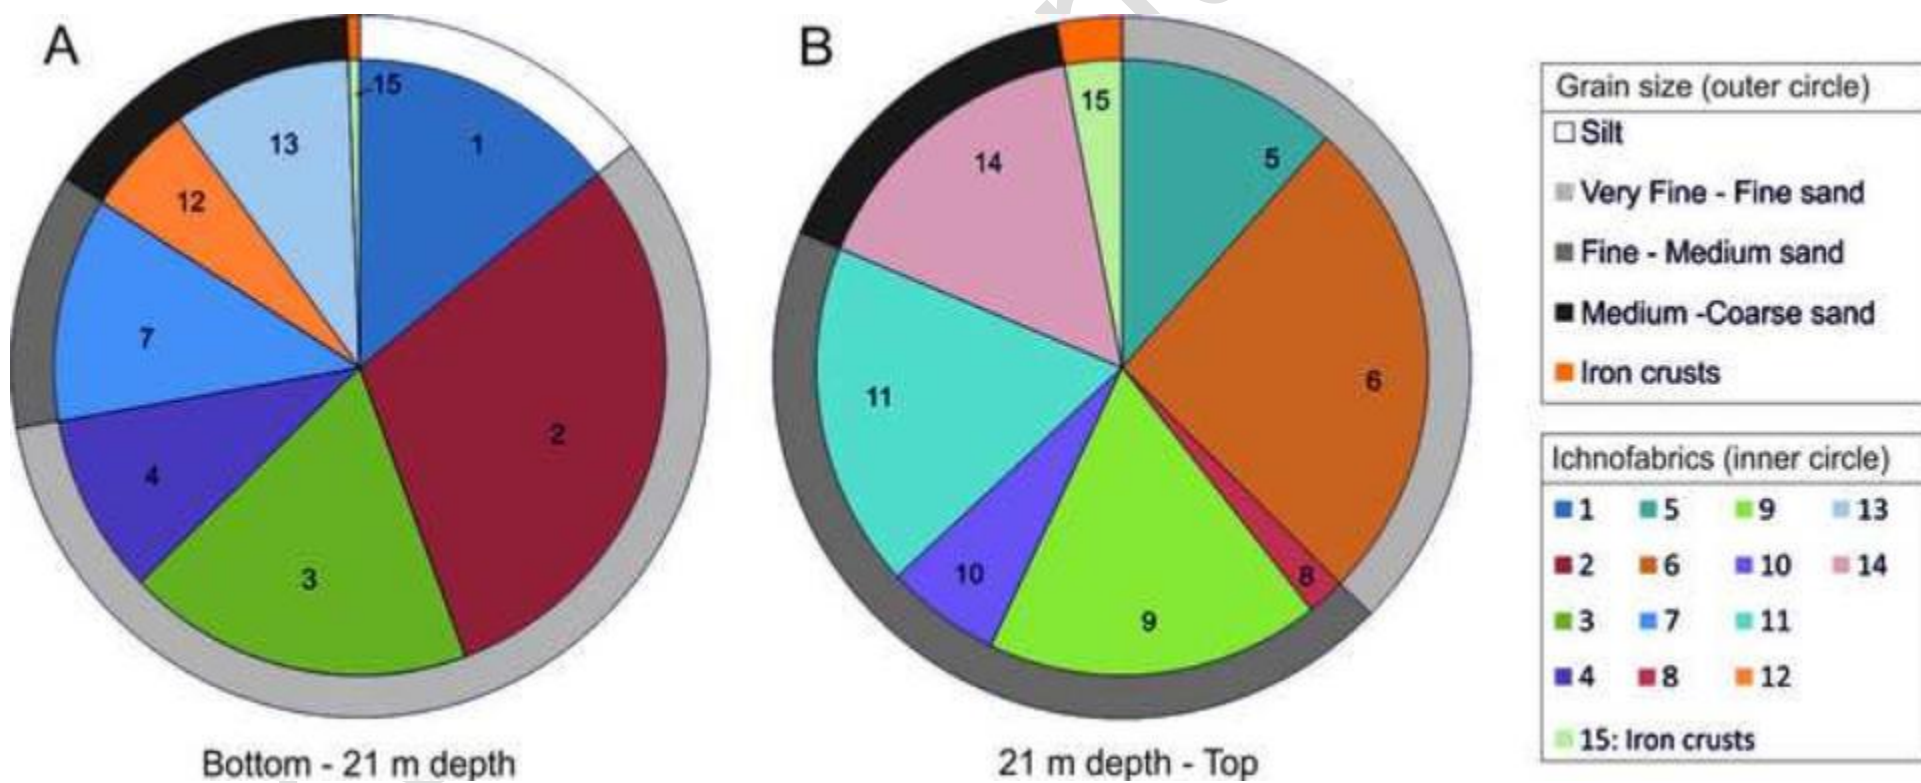 A
15
1
13
12
7
2
4
3
Bottom - 21 m depth
B
15
5
14
6
11
10
8
9
21 m depth - Top
Grain size (outer circle)
Silt
Very Fine - Fine sand
Fine - Medium sand
Medium -Coarse sand
Iron crusts
Ichnofabrics (inner circle)
1 5 9 13
2 6 10 14
3 7 11
4 8 12
15: Iron crusts